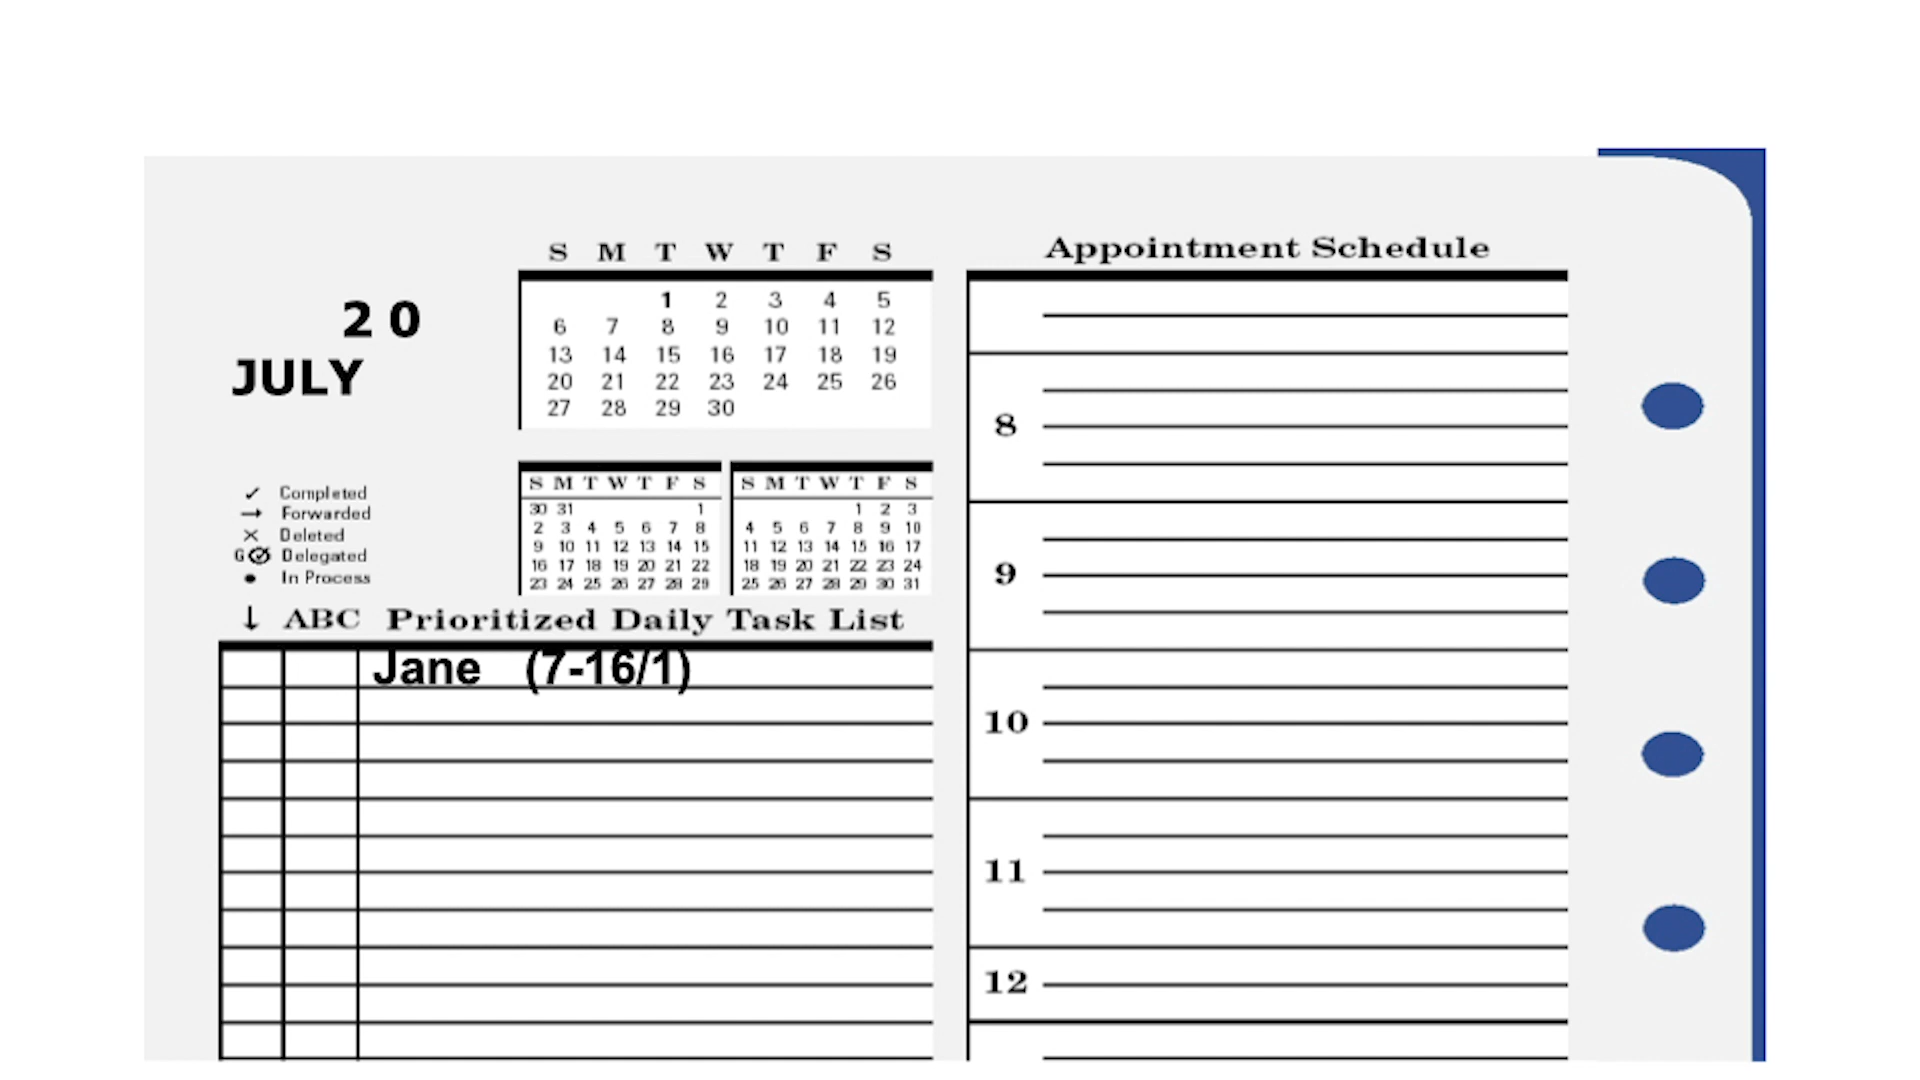 2 0
JULY
S M T W T F S
1 2 3 4 5
6 7 8 9 10 11 12
13 14 15 16 17 18 19
20 21 22 23 24 25 26
27 28 29 30
✓ Completed
→ Forwarded
× Deleted
G Delegated
● In Process
S M T W T F S
30 31 1
2 3 4 5 6 7 8
9 10 11 12 13 14 15
16 17 18 19 20 21 22
23 24 25 26 27 28 29
S M T W T F S
1 2 3
4 5 6 7 8 9 10
11 12 13 14 15 16 17
18 19 20 21 22 23 24
25 26 27 28 29 30 31
↓ ABC Prioritized Daily Task List
Jane (7-16/1)
Appointment Schedule
8
9
10
11
12